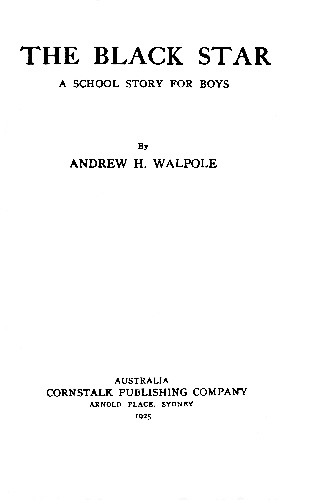 THE BLACK STAR
A SCHOOL STORY FOR BOYS
By
ANDREW H. WALPOLE
AUSTRALIA
CORNSTALK PUBLISHING COMPANY
ARNOLD PLACE, SYDNEY
1925